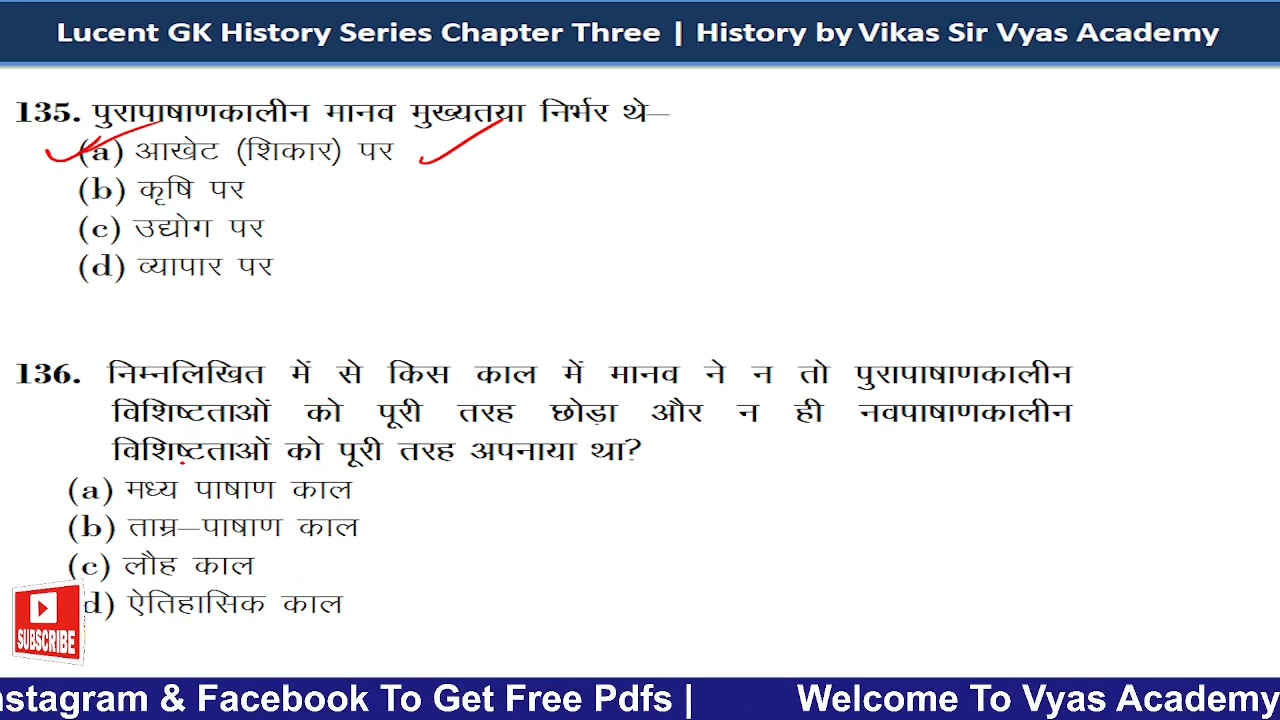 Lucent GK History Series Chapter Three | History by Vikas Sir Vyas Academy
135. पुरापाषाणकालीन मानव मुख्यतया निर्भर थे–
(a) आखेट (शिकार) पर
(b) कृषि पर
(c) उद्योग पर
(d) व्यापार पर
136. निम्नलिखित में से किस काल में मानव ने न तो पुरापाषाणकालीन
विशिष्टताओं को पूरी तरह छोड़ा और न ही नवपाषाणकालीन
विशिष्टताओं को पूरी तरह अपनाया था?
(a) मध्य पाषाण काल
(b) ताम्र–पाषाण काल
(c) लौह काल
d) ऐतिहासिक काल
SUBSCRIBE
nstagram & Facebook To Get Free Pdfs | Welcome To Vyas Academy